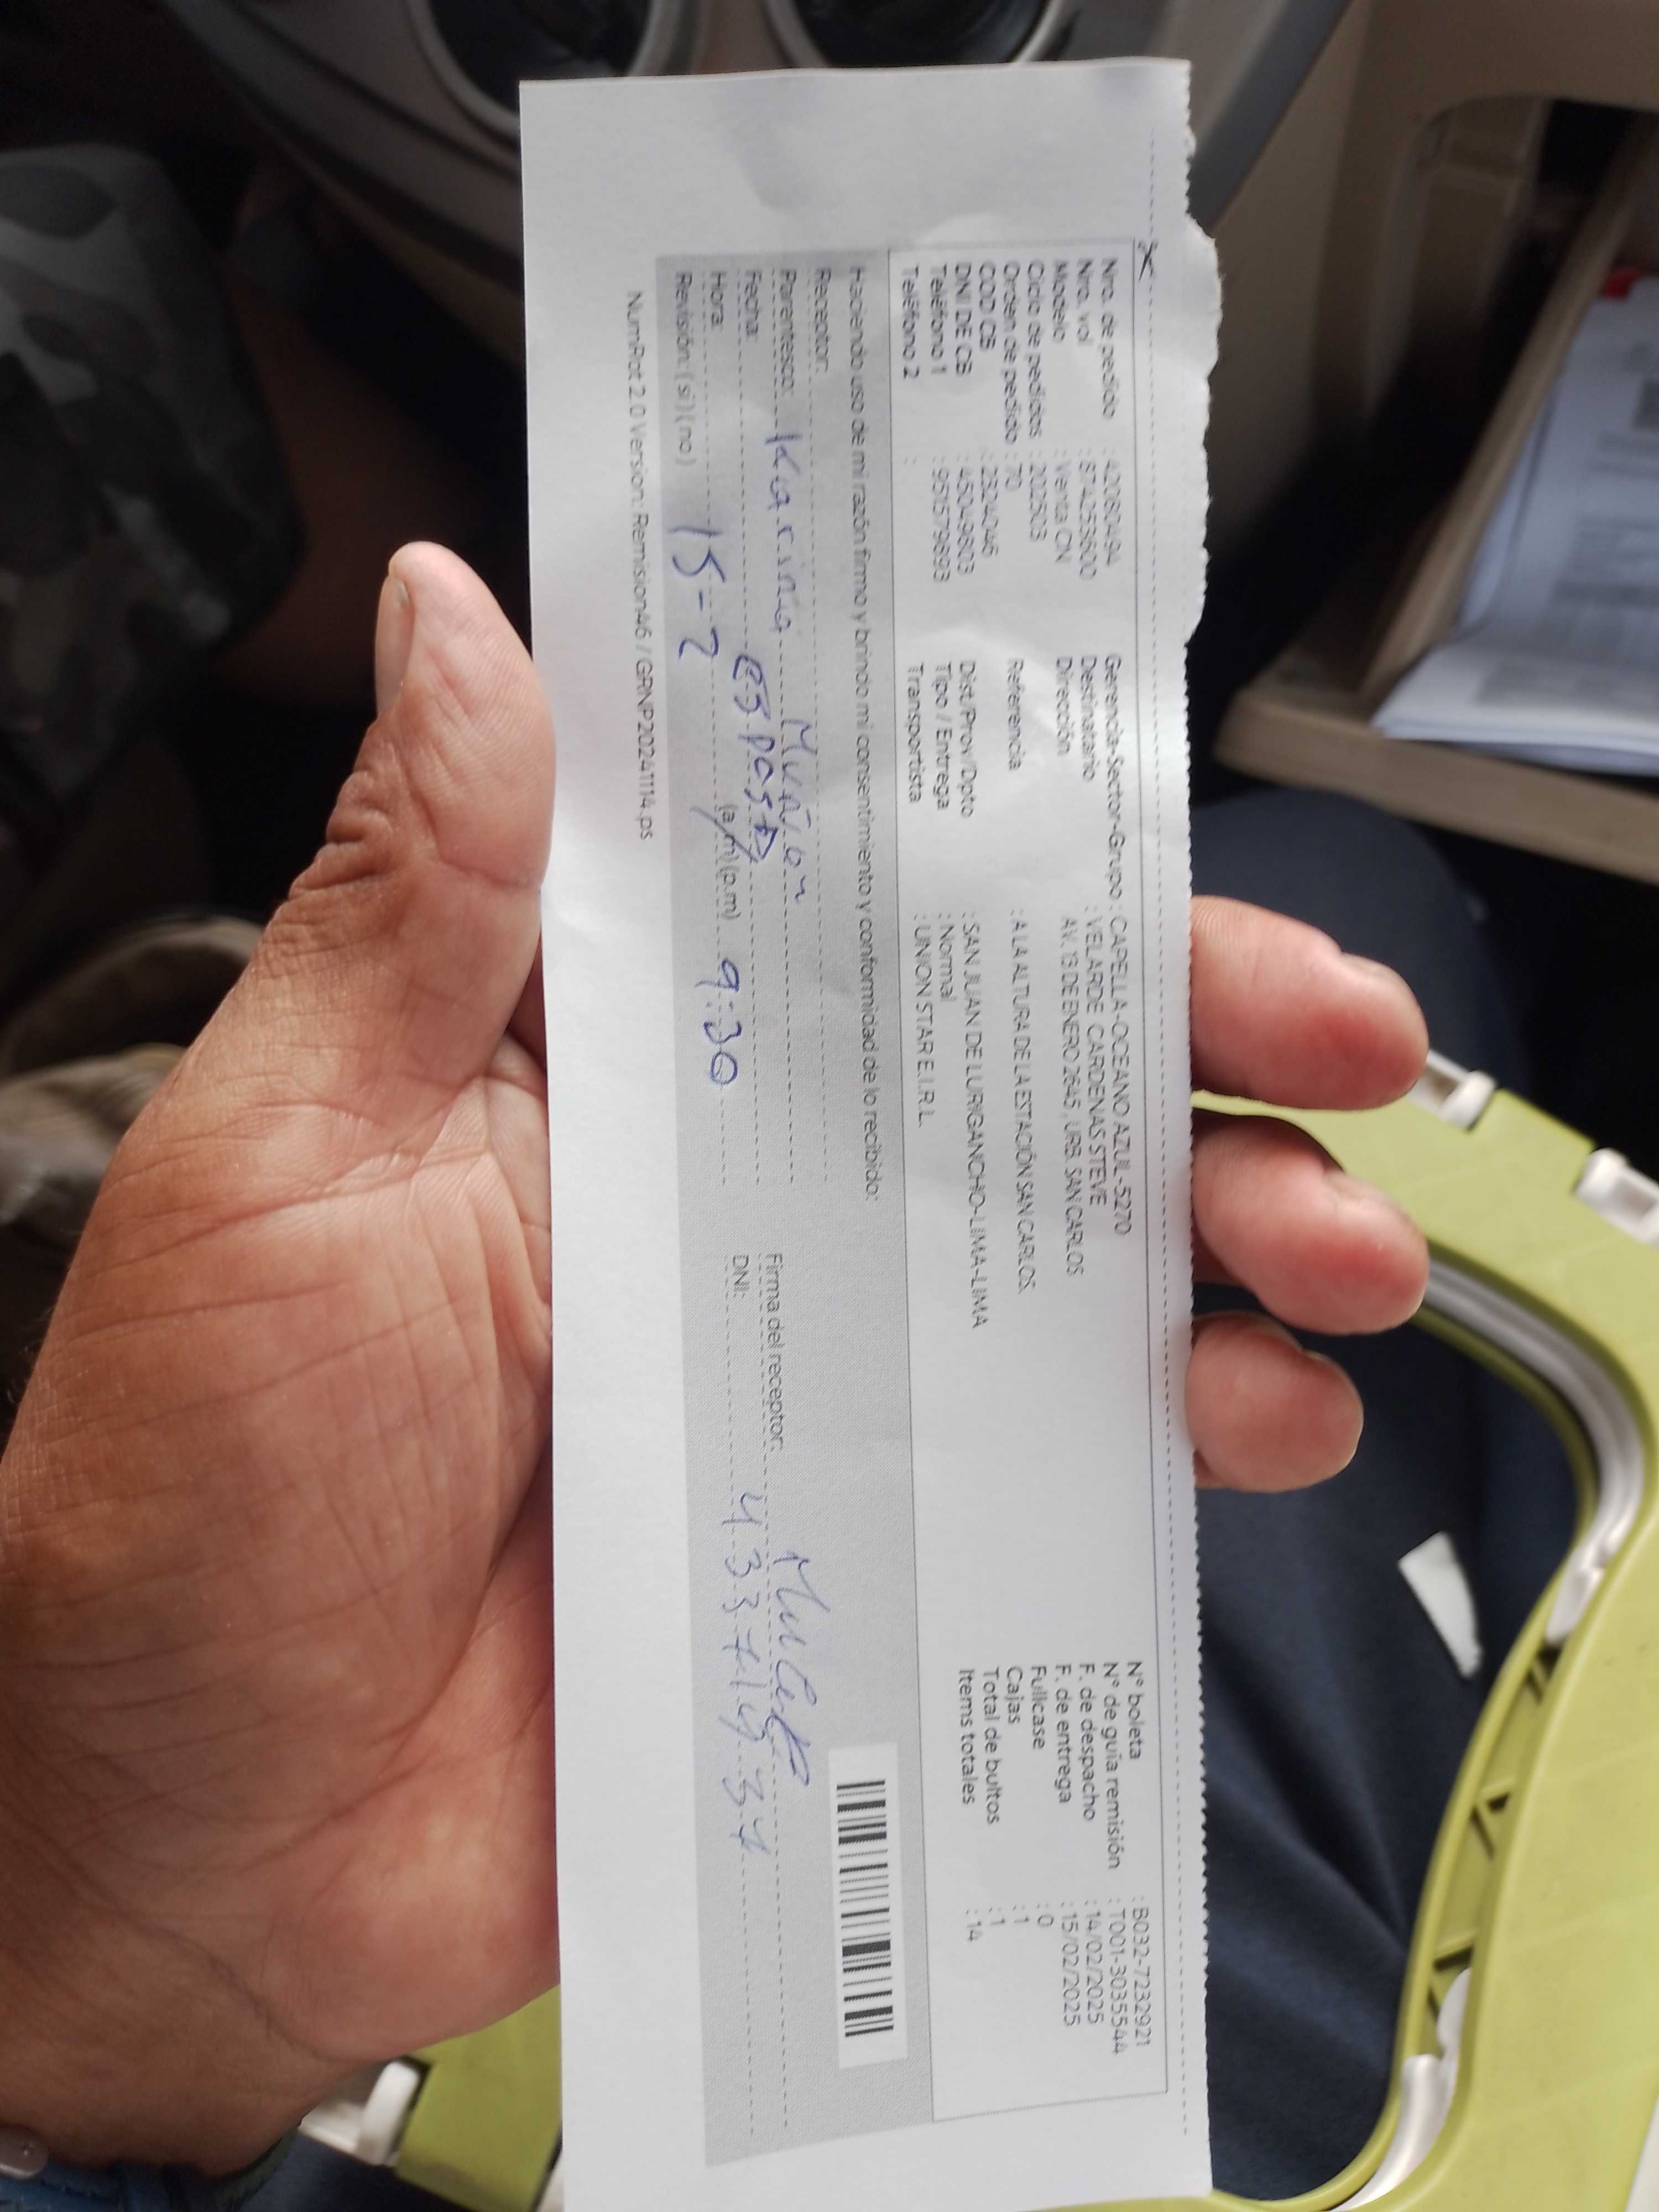 Nro. de pedido : 42080494
Nro. vol : 874255600
Modelo : Venta CN
Ciclo de pedidos : 202503
Orden de pedido : 70
COD CB : 2524046
DNI DE CB : 45049603
Teléfono 1 : 951579893
Teléfono 2 :
Gerencia-Sector-Grupo : CAPELLA-OCEANO AZUL-5270
Destinatario : VELARDE CARDENAS STEVE
Dirección AV. 13 DE ENERO 2645, URB. SAN CARLOS
Referencia : A LA ALTURA DE LA ESTACIÓN SAN CARLOS.
Dist/Prov/Dpto : SAN JUAN DE LURIGANCHO-LIMA-LIMA
Tipo / Entrega : Normal
Transportista : UNION STAR E.I.R.L.
N° boleta : B032-7232921
N° de guía remisión : T001-3035544
F. de despacho : 14/02/2025
F. de entrega : 15/02/2025
Fullcase : 0
Cajas : 1
Total de bultos : 1
Items totales : 14
Haciendo uso de mi razón firmo y brindo mi consentimiento y conformidad de lo recibido:
Receptor:
Parentesco: Karina
Fecha: esposa
Hora: 15-2 (a.m)(p.m) 9:30
Revisión: (si)(no)
Firma del receptor:
DNI:
NumRot 2.0 Version: Remision46 / GRNP20241114.ps